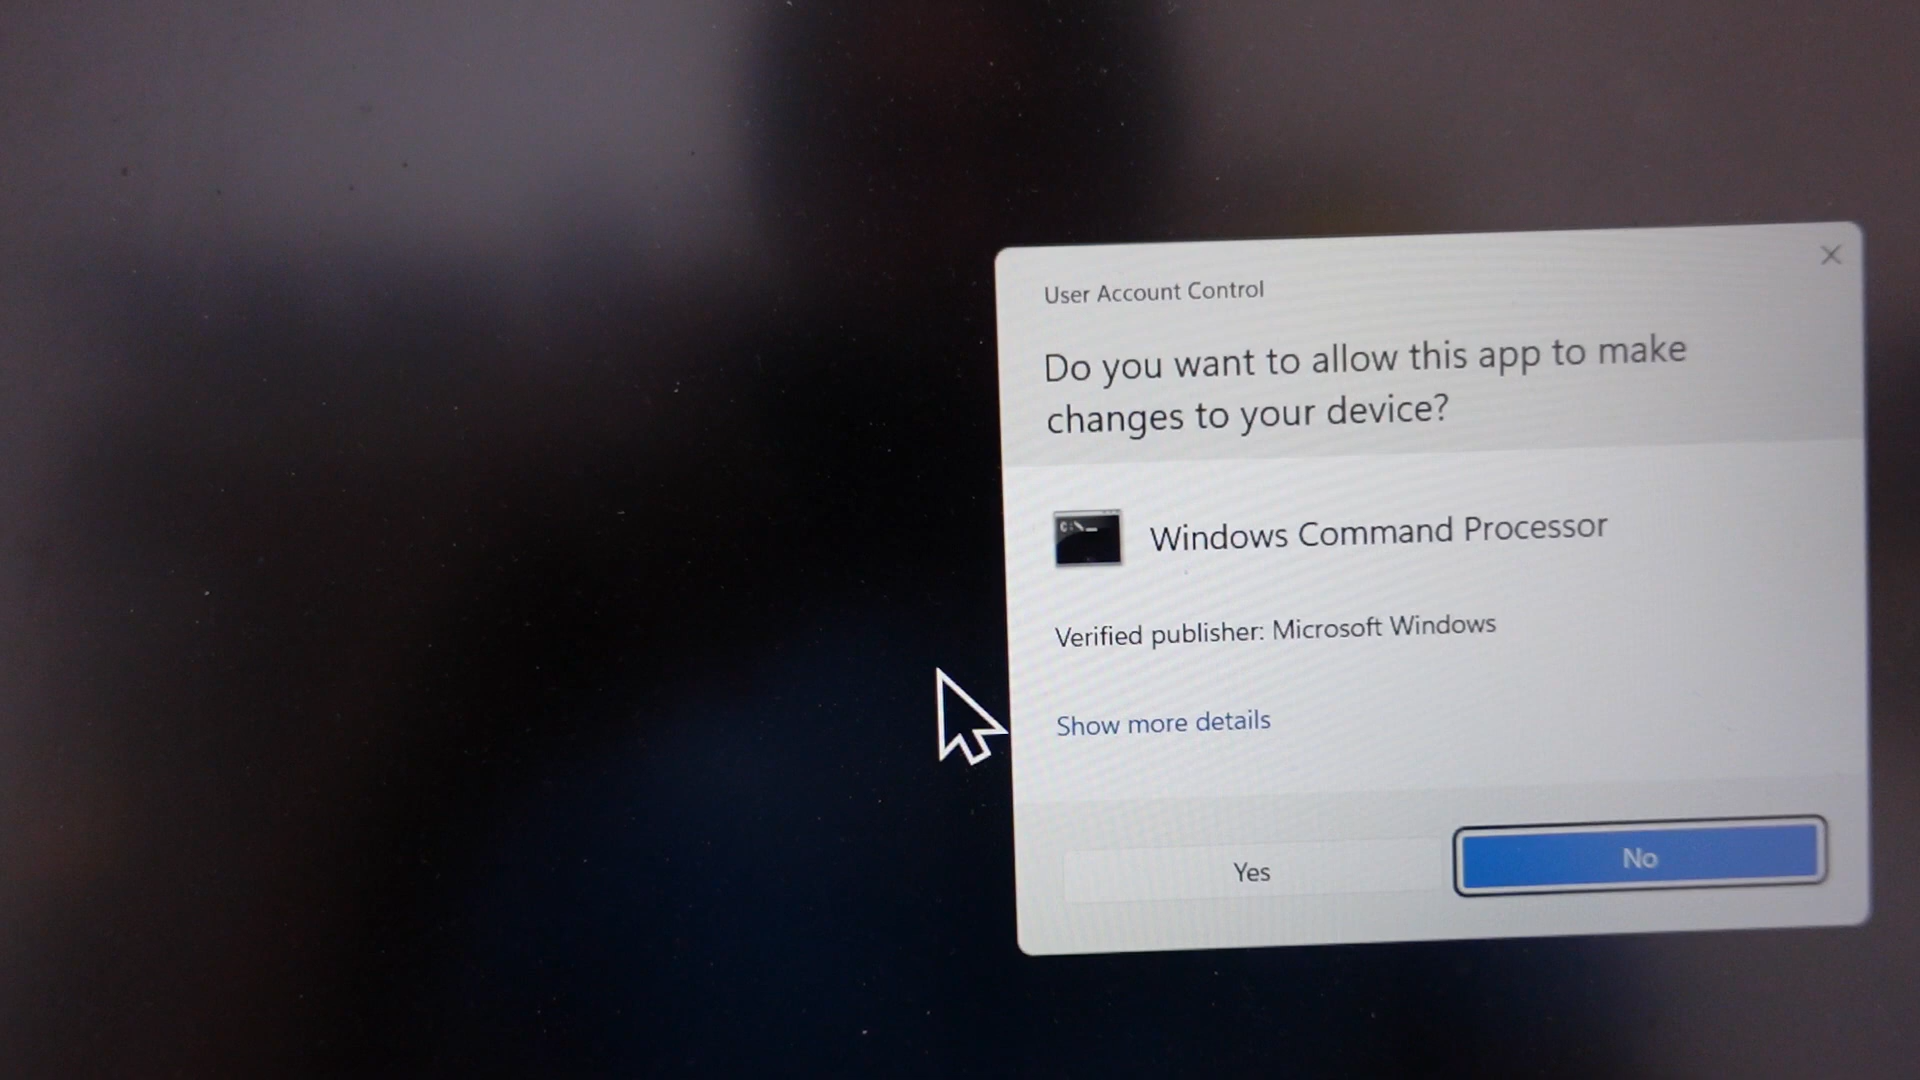 User Account Control
Do you want to allow this app to make
changes to your device?
C:\_
Windows Command Processor
Verified publisher: Microsoft Windows
Show more details
Yes
No